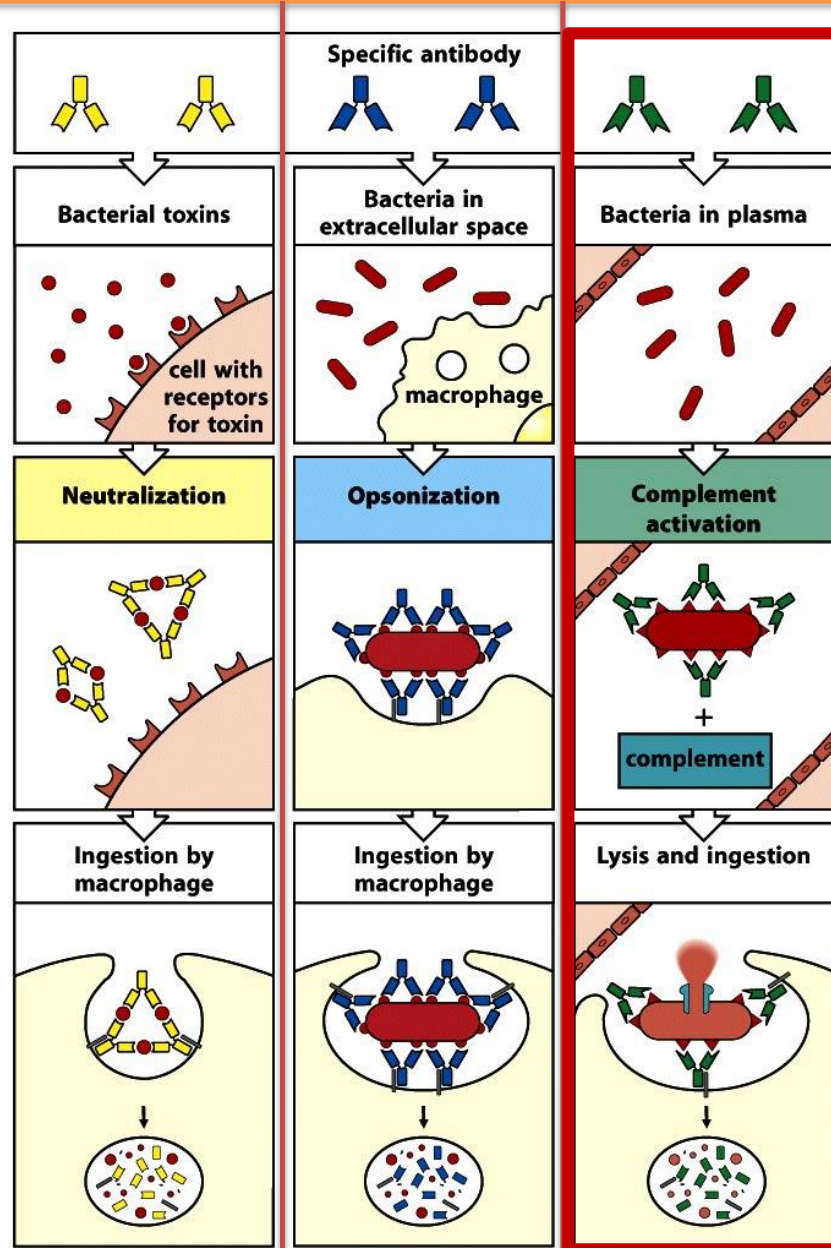 Specific antibody
Bacterial toxins
Bacteria in
extracellular space
Bacteria in plasma
cell with
receptors
for toxin
macrophage
Neutralization
Opsonization
Complement
activation
+
complement
Ingestion by
macrophage
Ingestion by
macrophage
Lysis and ingestion